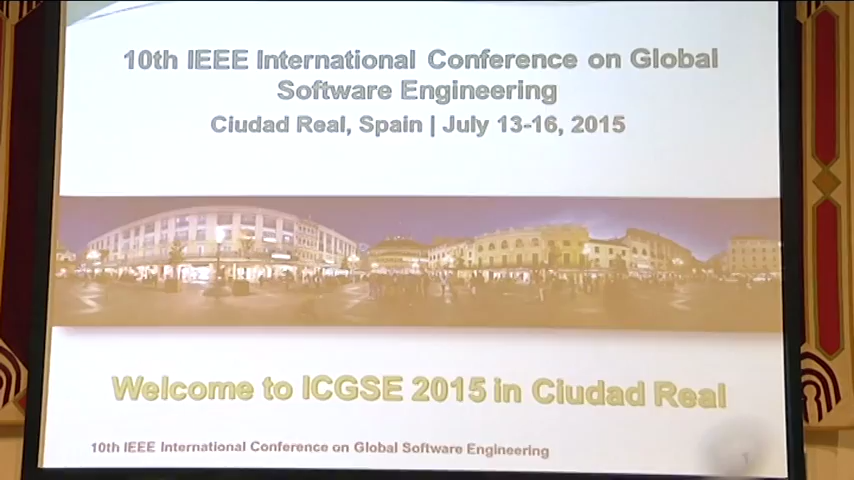 10th IEEE International Conference on Global
Software Engineering
Ciudad Real, Spain | July 13-16, 2015
Welcome to ICGSE 2015 in Ciudad Real
10th IEEE International Conference on Global Software Engineering